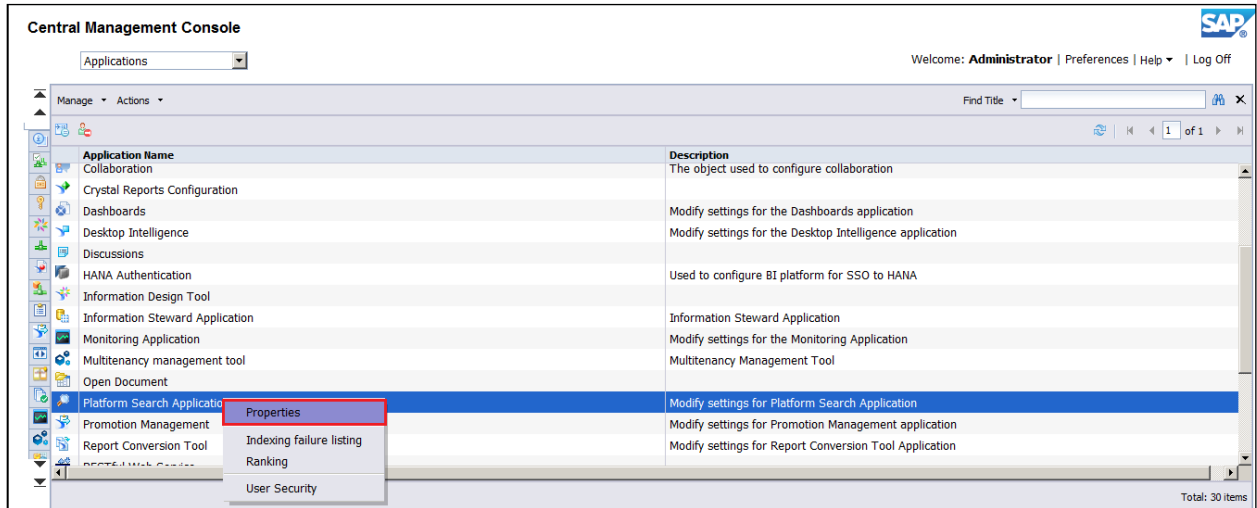 Central Management Console
SAP®
Applications
Welcome: Administrator | Preferences | Help | Log Off
Manage Actions
Find Title
1 of 1
Application Name Description
Collaboration The object used to configure collaboration
Crystal Reports Configuration
Dashboards Modify settings for the Dashboards application
Desktop Intelligence Modify settings for the Desktop Intelligence application
Discussions
HANA Authentication Used to configure BI platform for SSO to HANA
Information Design Tool
Information Steward Application Information Steward Application
Monitoring Application Modify settings for the Monitoring Application
Multitenancy management tool Multitenancy Management Tool
Open Document
Platform Search Applicatio Modify settings for Platform Search Application
Properties
Promotion Management Modify settings for Promotion Management application
Indexing failure listing
Report Conversion Tool Modify settings for Report Conversion Tool Application
Ranking
User Security
Total: 30 items